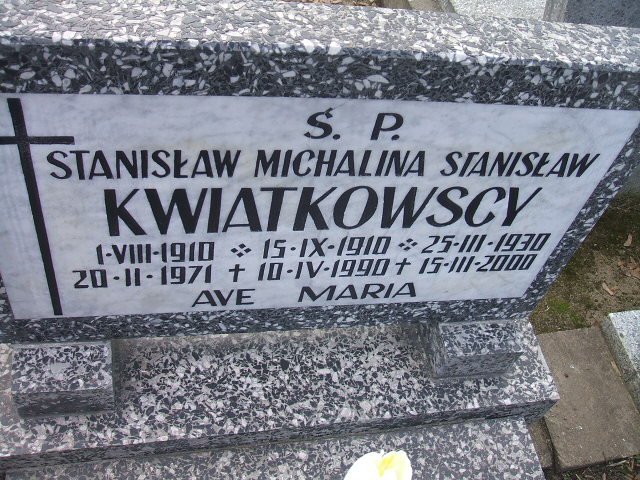 Ś. P.
STANISŁAW MICHALINA STANISŁAW
KWIATKOWSCY
1-VIII-1910 ※ 15-IX-1910 ※ 25-III-1930
20-II-1971 + 10-IV-1990 + 15-III-2000
AVE MARIA